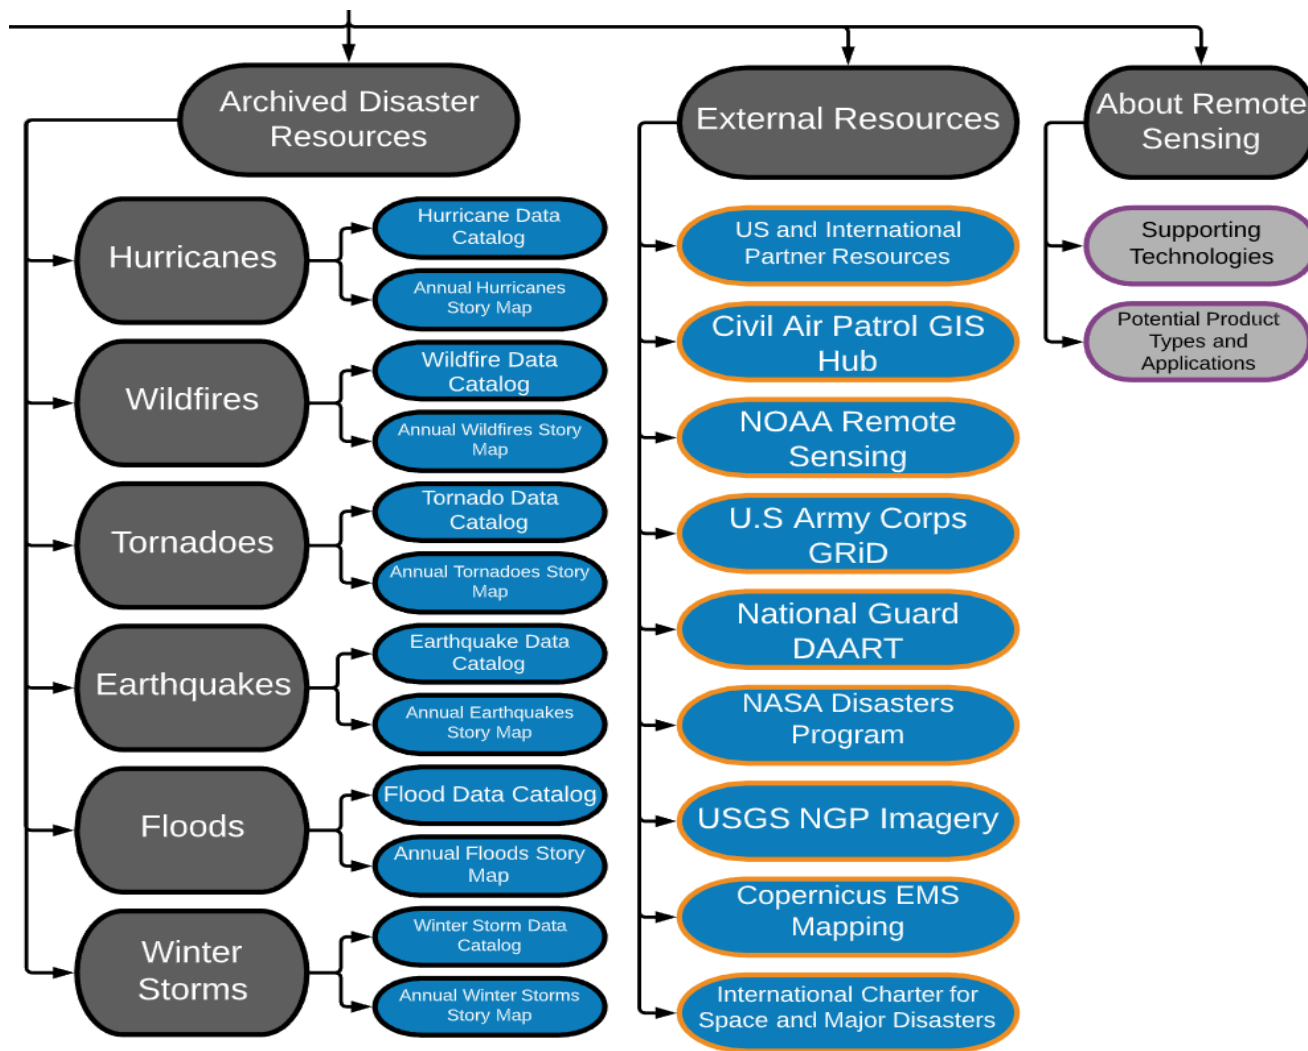 Archived Disaster
Resources
Hurricanes
Hurricane Data
Catalog
Annual Hurricanes
Story Map
Wildfires
Wildfire Data
Catalog
Annual Wildfires Story
Map
Tornadoes
Tornado Data
Catalog
Annual Tornadoes Story
Map
Earthquakes
Earthquake Data
Catalog
Annual Earthquakes
Story Map
Floods
Flood Data Catalog
Annual Floods Story
Map
Winter
Storms
Winter Storm Data
Catalog
Annual Winter Storms
Story Map
External Resources
US and International
Partner Resources
Civil Air Patrol GIS
Hub
NOAA Remote
Sensing
U.S Army Corps
GRiD
National Guard
DAART
NASA Disasters
Program
USGS NGP Imagery
Copernicus EMS
Mapping
International Charter for
Space and Major Disasters
About Remote
Sensing
Supporting
Technologies
Potential Product
Types and
Applications